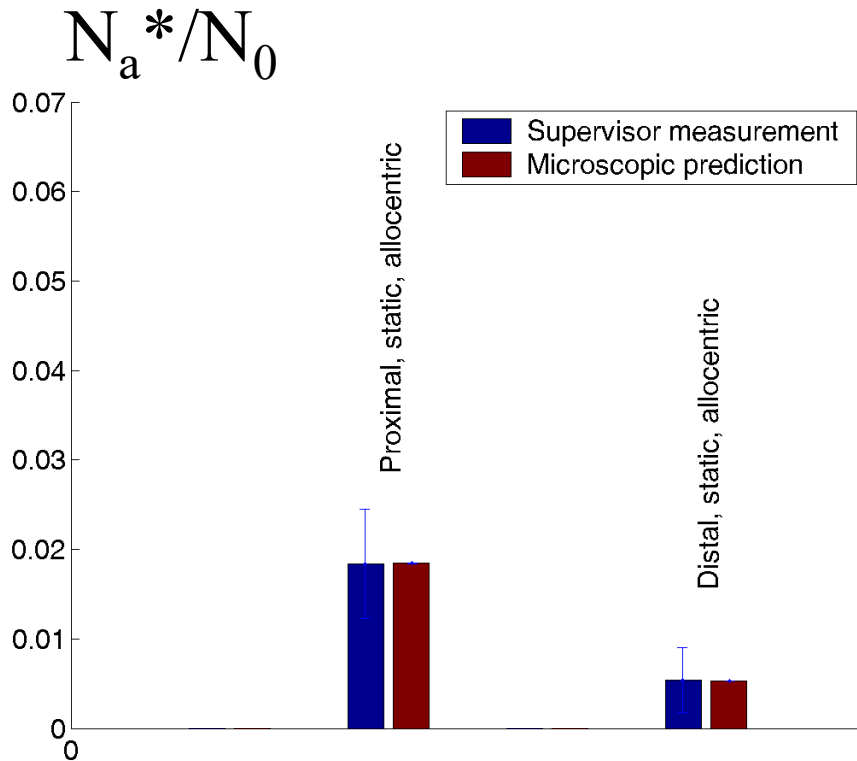 Na*/N0
0.07
0.06
0.05
0.04
0.03
0.02
0.01
0
0
Supervisor measurement
Microscopic prediction
Proximal, static, allocentric
Distal, static, allocentric